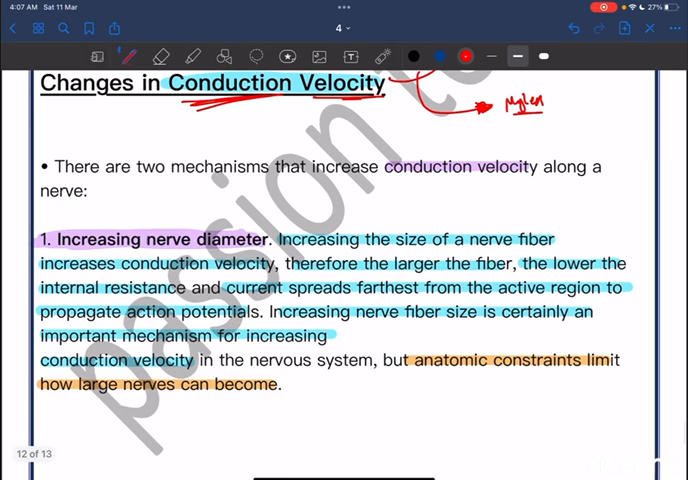 4:07 AM Sat 11 Mar
27%
4
Changes in Conduction Velocity
Myelen
• There are two mechanisms that increase conduction velocity along a
nerve:
1. Increasing nerve diameter. Increasing the size of a nerve fiber
increases conduction velocity, therefore the larger the fiber, the lower the
internal resistance and current spreads farthest from the active region to
propagate action potentials. Increasing nerve fiber size is certainly an
important mechanism for increasing
conduction velocity in the nervous system, but anatomic constraints limit
how large nerves can become.
passion to
12 of 13